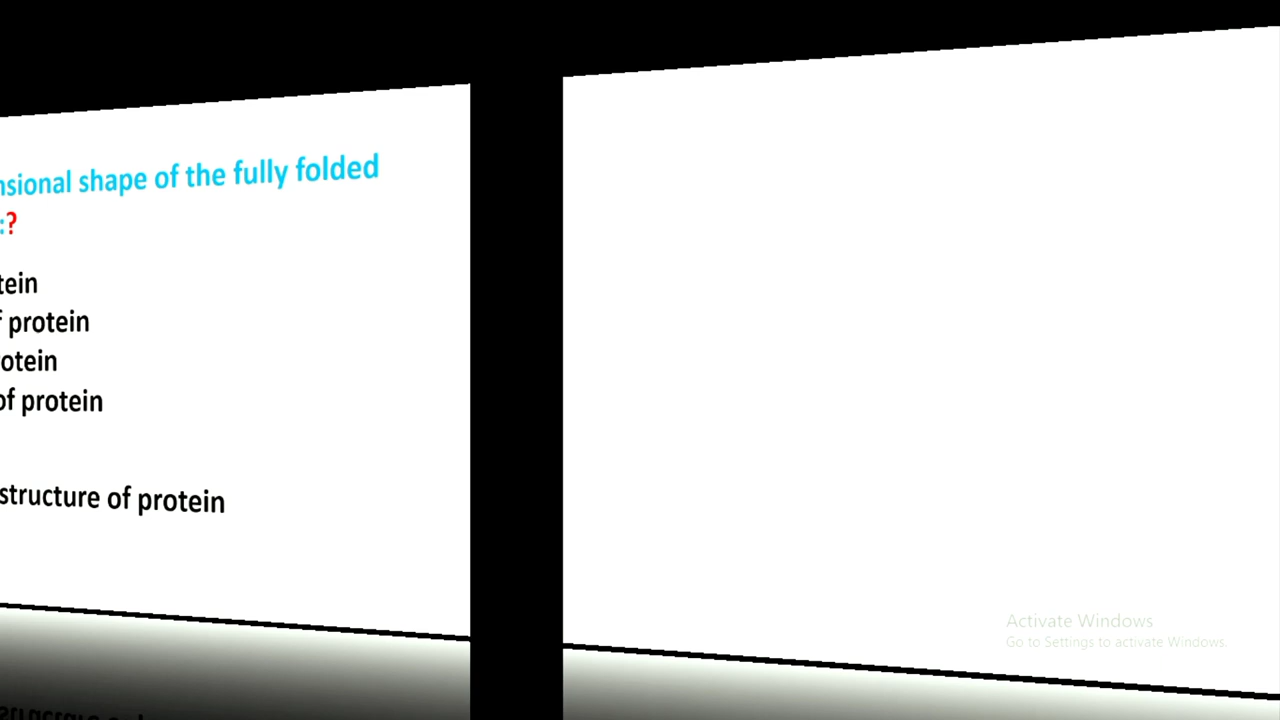 nsional shape of the fully folded
:?
tein
f protein
otein
of protein
structure of protein
Activate Windows
Go to Settings to activate Windows.